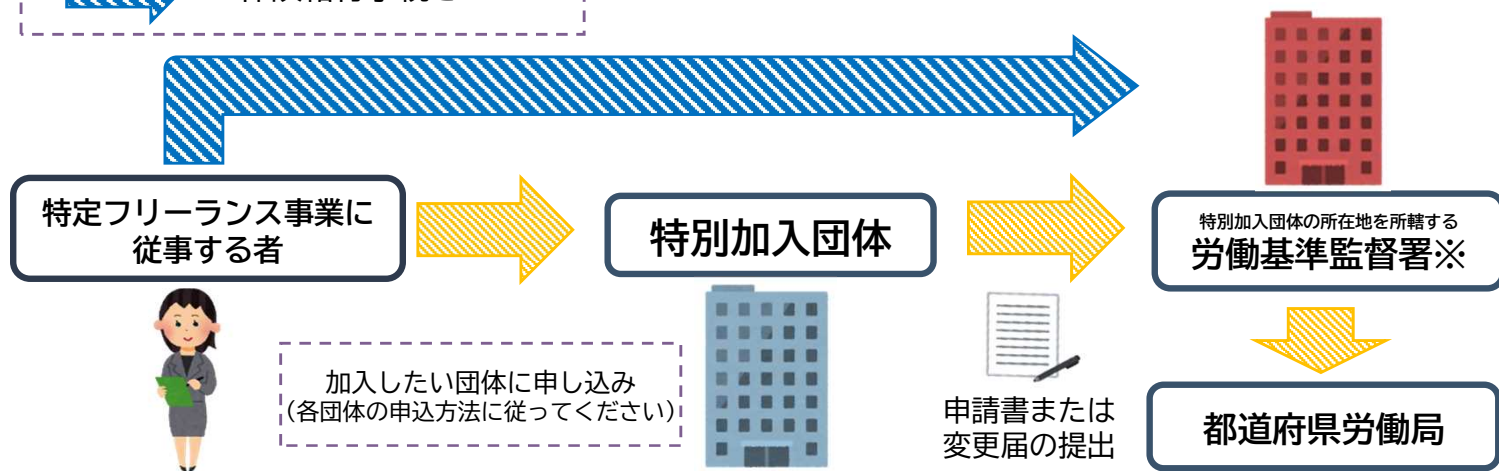 特定フリーランス事業に
従事する者
特別加入団体
特別加入団体の所在地を所轄する
労働基準監督署※
加入したい団体に申し込み
（各団体の申込方法に従ってください）
申請書または
変更届の提出
都道府県労働局